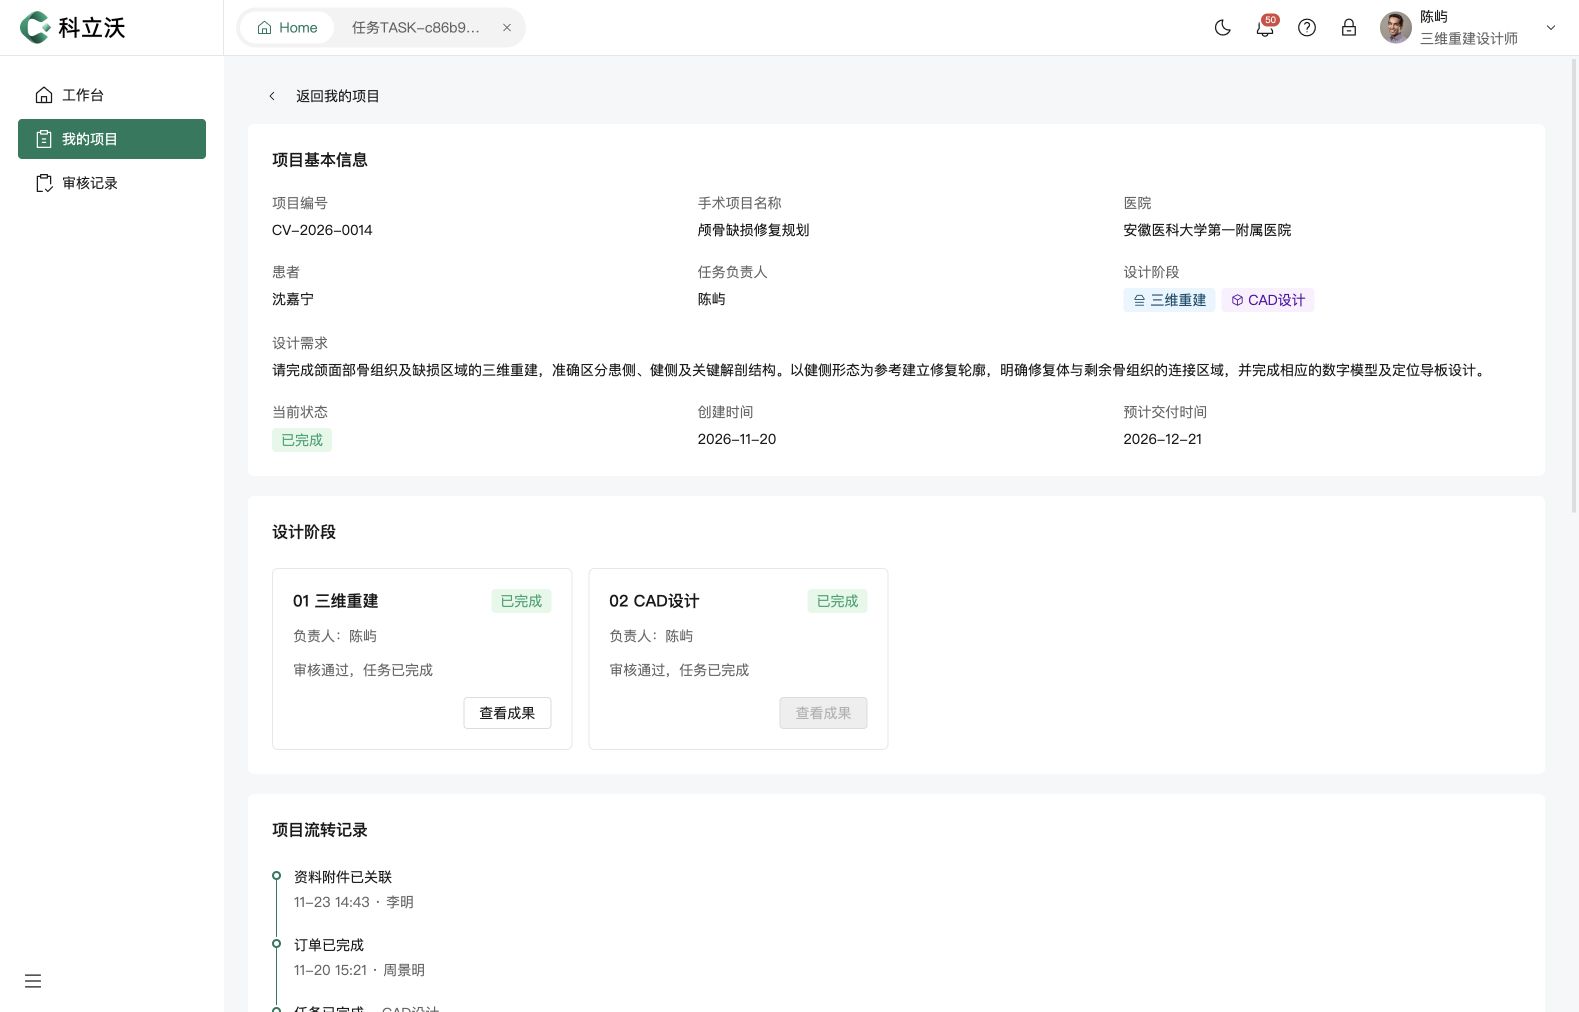 科立沃
Home
任务TASK-c86b9...
50
陈屿
三维重建设计师
工作台
我的项目
审核记录
返回我的项目
项目基本信息
项目编号 手术项目名称 医院
CV-2026-0014 颅骨缺损修复规划 安徽医科大学第一附属医院
患者 任务负责人 设计阶段
沈嘉宁 陈屿 三维重建 CAD设计
设计需求
请完成颌面部骨组织及缺损区域的三维重建，准确区分患侧、健侧及关键解剖结构。以健侧形态为参考建立修复轮廓，明确修复体与剩余骨组织的连接区域，并完成相应的数字模型及定位导板设计。
当前状态 创建时间 预计交付时间
已完成 2026-11-20 2026-12-21
设计阶段
01 三维重建 已完成
负责人：陈屿
审核通过，任务已完成
查看成果
02 CAD设计 已完成
负责人：陈屿
审核通过，任务已完成
查看成果
项目流转记录
资料附件已关联
11-23 14:43 · 李明
订单已完成
11-20 15:21 · 周景明
任务已完成 CAD设计